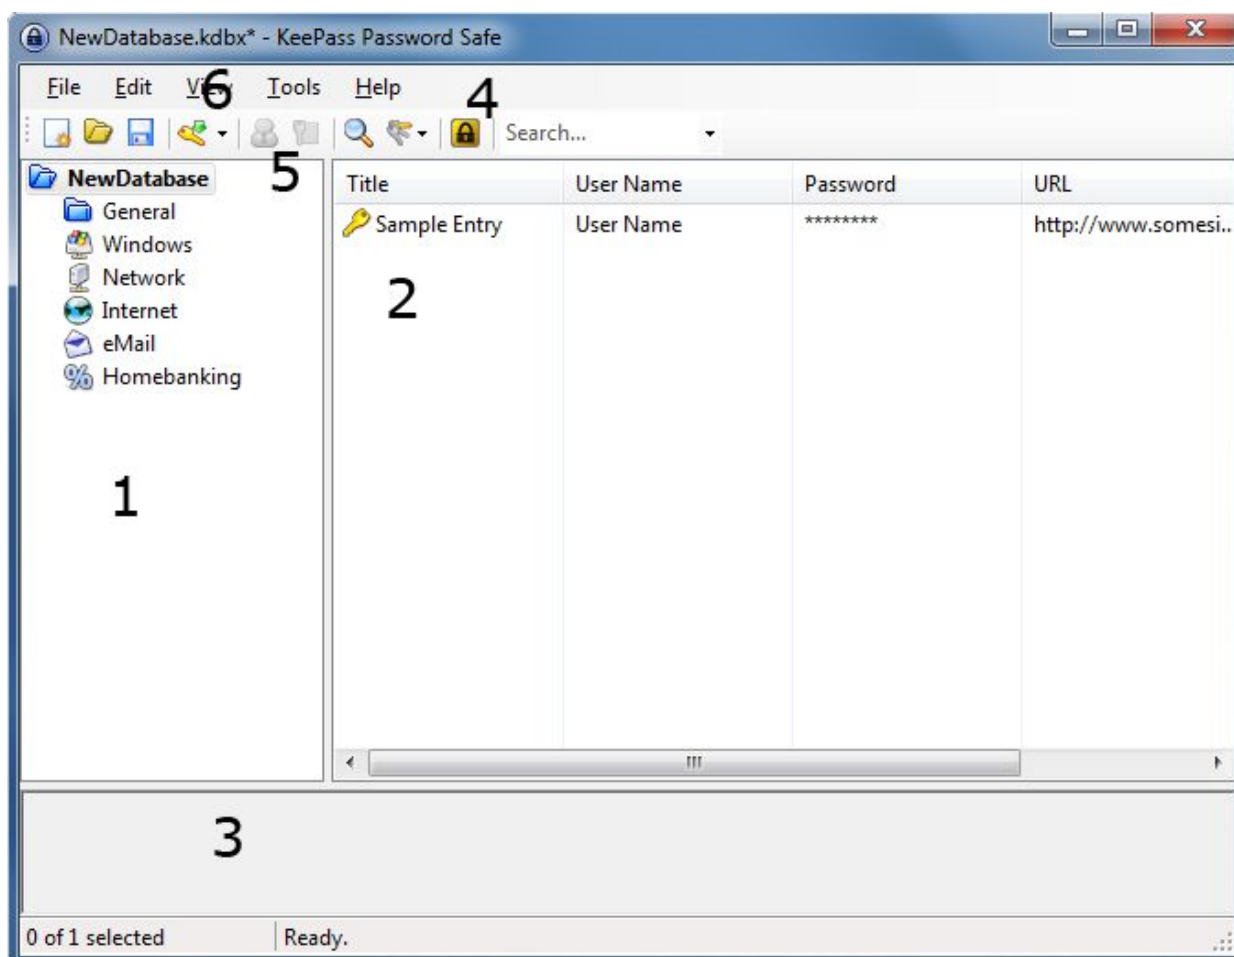 NewDatabase.kdbx* - KeePass Password Safe
File Edit View Tools Help
6
4
Search...
5
NewDatabase
General
Windows
Network
Internet
eMail
Homebanking
1
Title User Name Password URL
Sample Entry User Name ******** http://www.somesi...
2
3
0 of 1 selected Ready.